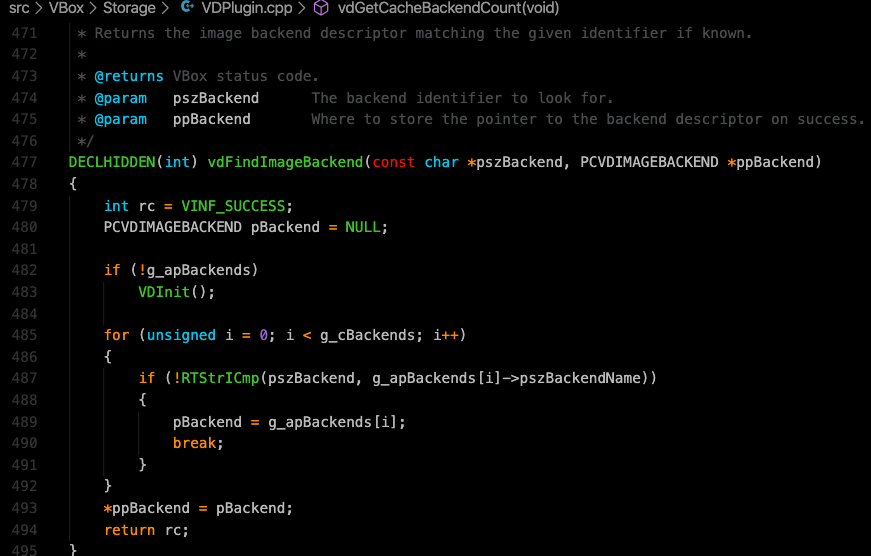 src > VBox > Storage > VDPlugin.cpp > vdGetCacheBackendCount(void)
471     * Returns the image backend descriptor matching the given identifier if known.
472     *
473     * @returns VBox status code.
474     * @param   pszBackend      The backend identifier to look for.
475     * @param   ppBackend       Where to store the pointer to the backend descriptor on success.
476     */
477    DECLHIDDEN(int) vdFindImageBackend(const char *pszBackend, PCVDIMAGEBACKEND *ppBackend)
478    {
479        int rc = VINF_SUCCESS;
480        PCVDIMAGEBACKEND pBackend = NULL;
481
482        if (!g_apBackends)
483            VDInit();
484
485        for (unsigned i = 0; i < g_cBackends; i++)
486        {
487            if (!RTStrICmp(pszBackend, g_apBackends[i]->pszBackendName))
488            {
489                pBackend = g_apBackends[i];
490                break;
491            }
492        }
493        *ppBackend = pBackend;
494        return rc;
495    }